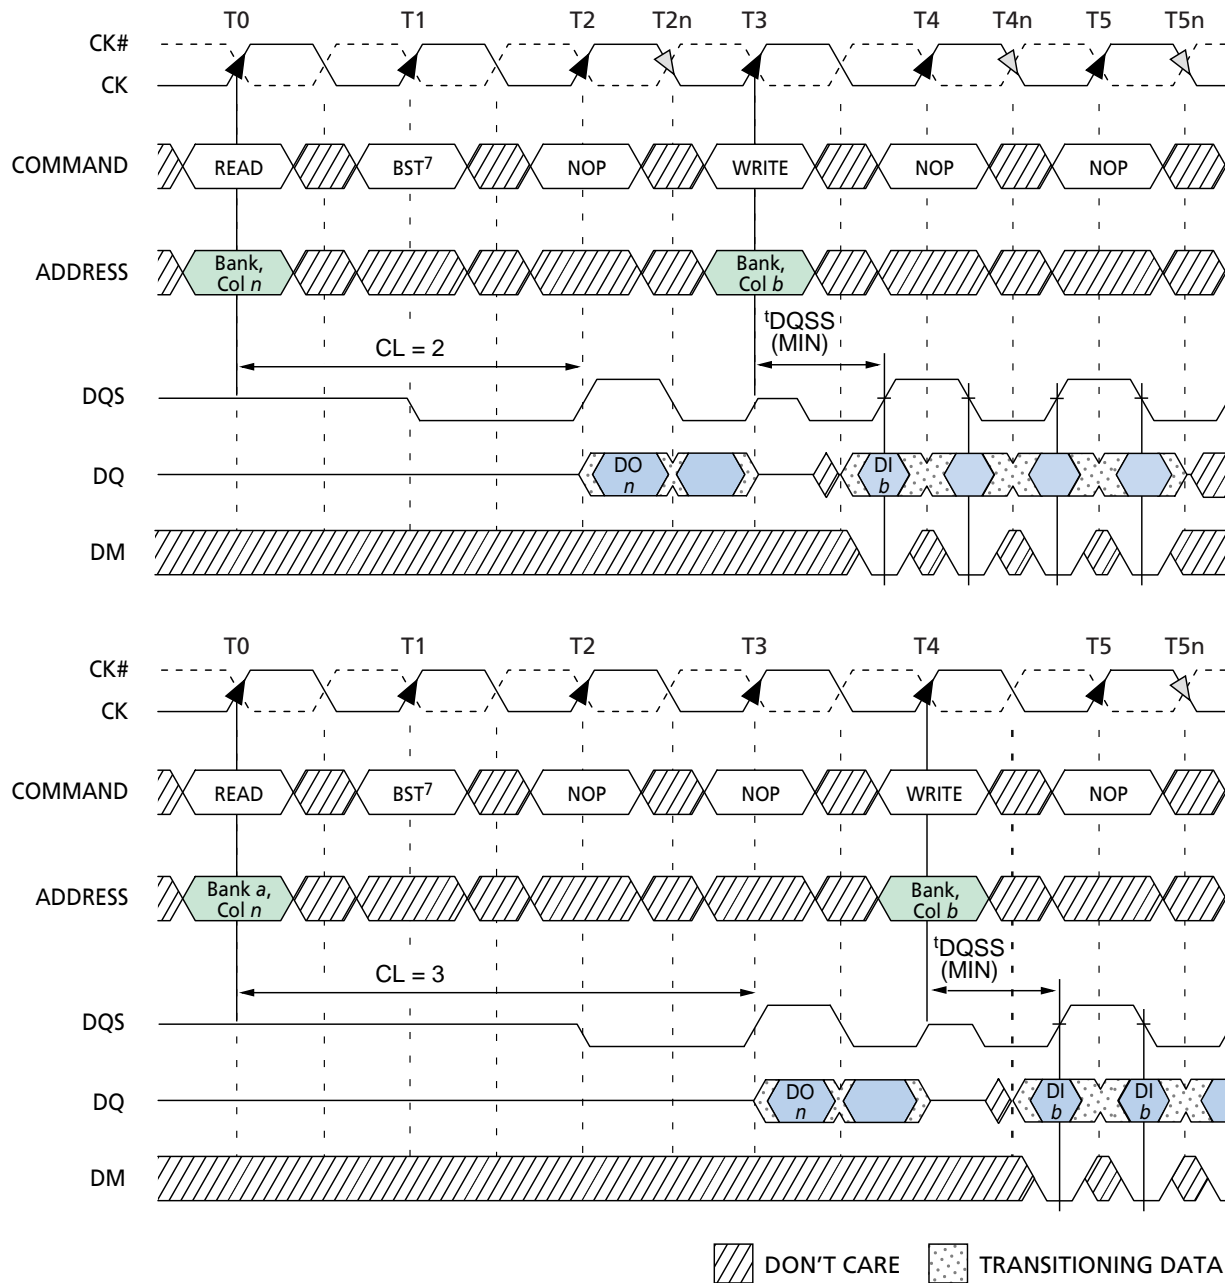 T0 T1 T2 T2n T3 T4 T4n T5 T5n
CK#
CK
COMMAND READ BST7 NOP WRITE NOP NOP
ADDRESS Bank, Col n Bank, Col b
CL = 2
tDQSS (MIN)
DQS
DQ DO n DI b
DM
T0 T1 T2 T3 T4 T5 T5n
CK#
CK
COMMAND READ BST7 NOP NOP WRITE NOP
ADDRESS Bank a, Col n Bank, Col b
CL = 3
tDQSS (MIN)
DQS
DQ DO n DI b DI b
DM
DON'T CARE TRANSITIONING DATA